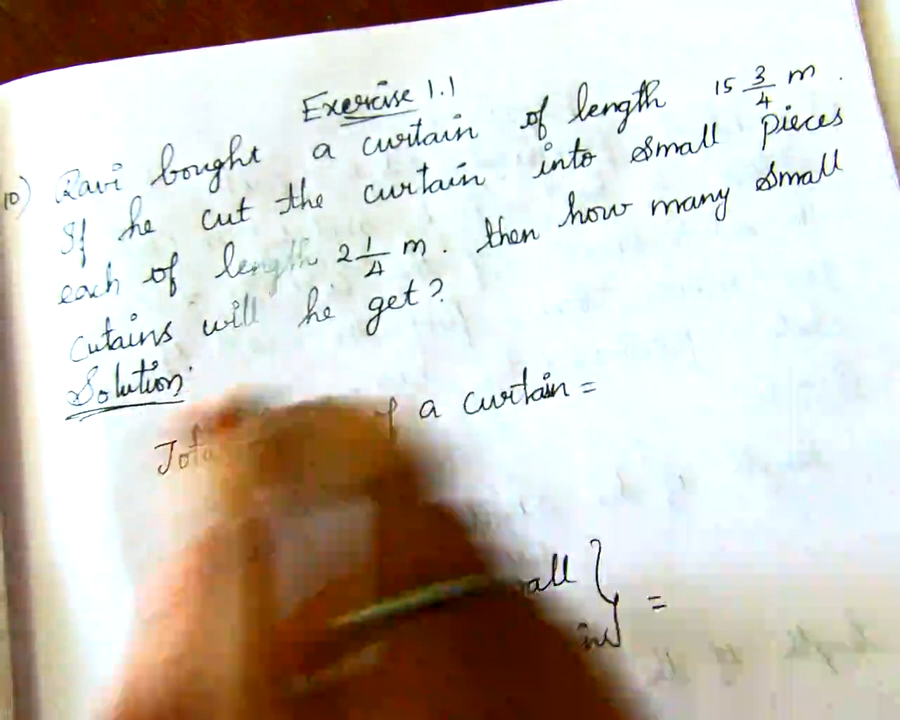 Exercise 1.1
10) Ravi bought a curtain of length 15 3/4 m.
If he cut the curtain into small pieces
each of length 2 1/4 m. then how many small
cutains will he get?
Solution:
a curtain =
=